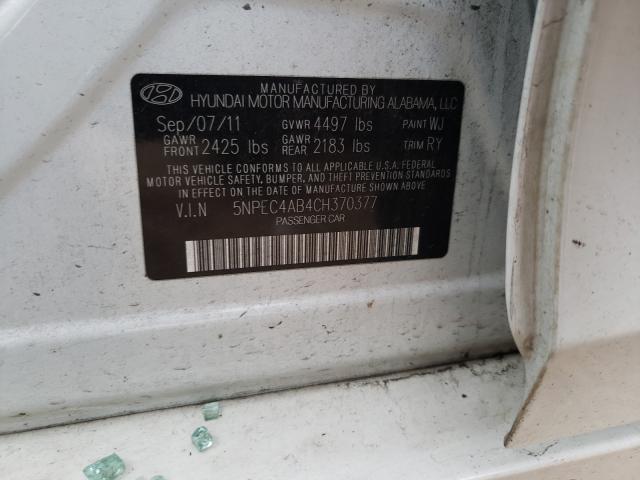 MANUFACTURED BY
HYUNDAI MOTOR MANUFACTURING ALABAMA, LLC
Sep/07/11 GVWR 4497 lbs PAINT WJ
GAWR FRONT 2425 lbs GAWR REAR 2183 lbs TRIM RY
THIS VEHICLE CONFORMS TO ALL APPLICABLE U.S.A. FEDERAL
MOTOR VEHICLE SAFETY, BUMPER, AND THEFT PREVENTION STANDARDS
IN EFFECT ON THE DATE OF MANUFACTURE SHOWN ABOVE.
V.I.N 5NPEC4AB4CH370377
PASSENGER CAR